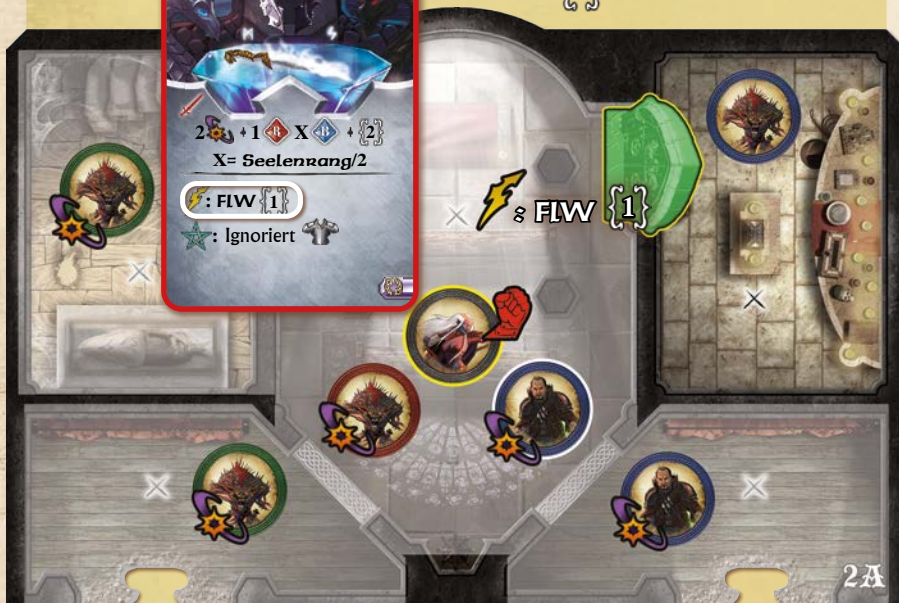 2 + 1 -R X -B + {2}
X= Seelenrang/2
: FLW {1}
: Ignoriert
: FLW {1}
2A